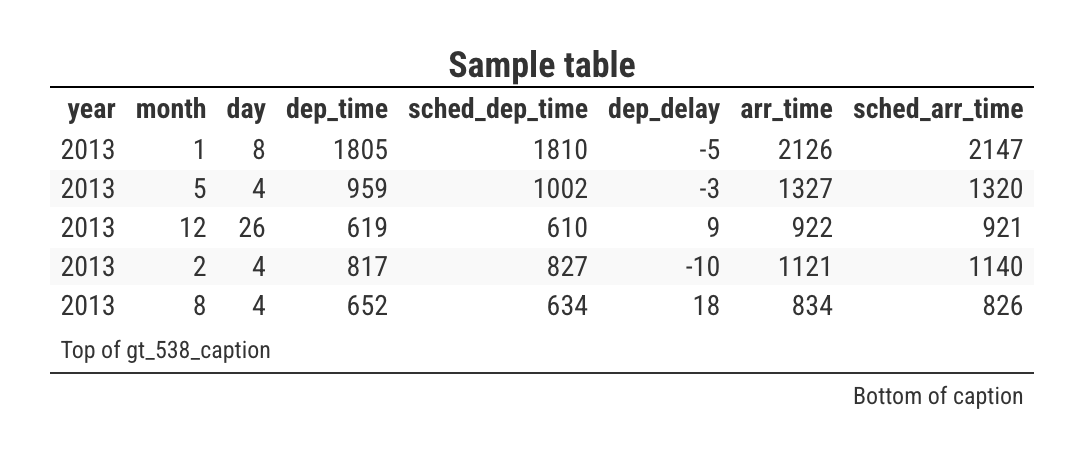 Sample table
year month day dep_time sched_dep_time dep_delay arr_time sched_arr_time
2013 1 8 1805 1810 -5 2126 2147
2013 5 4 959 1002 -3 1327 1320
2013 12 26 619 610 9 922 921
2013 2 4 817 827 -10 1121 1140
2013 8 4 652 634 18 834 826
Top of gt_538_caption
Bottom of caption